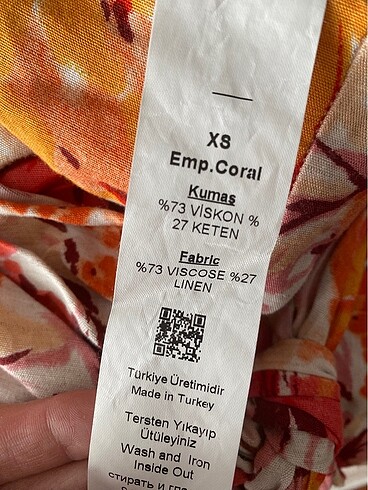 XS
Emp.Coral
Kumaş
%73 VİSKON %
27 KETEN
Fabric
%73 VISCOSE %27
LINEN
Türkiye Üretimidir
Made in Turkey
Tersten Yıkayıp
Ütüleyiniz
Wash and Iron
Inside Out
стирать и